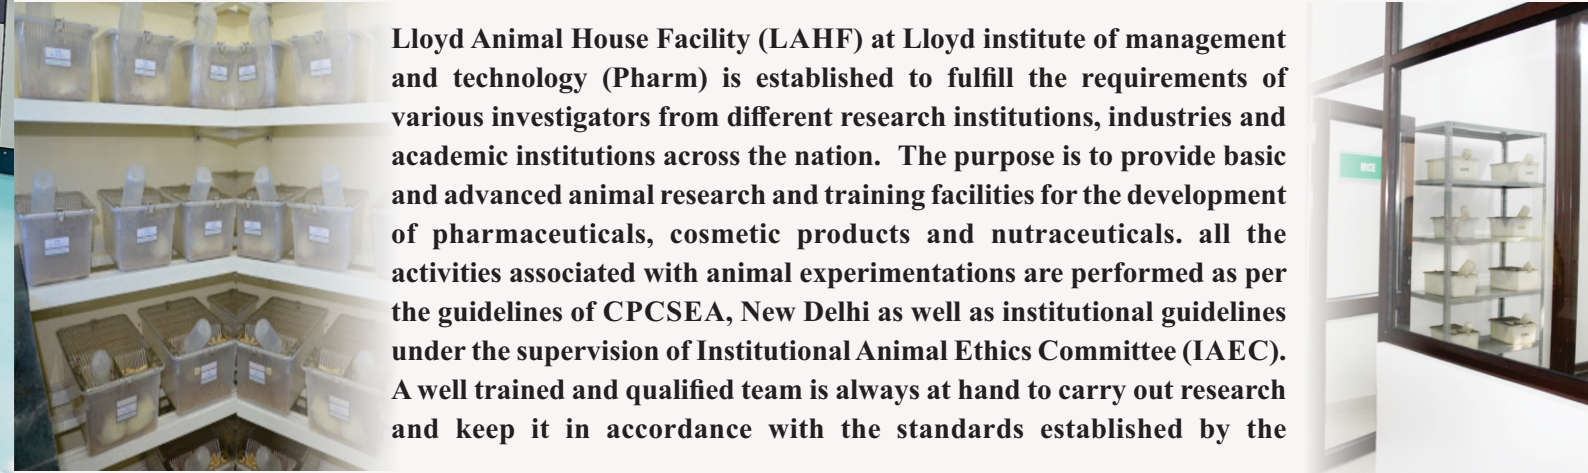 Lloyd Animal House Facility (LAHF) at Lloyd institute of management
and technology (Pharm) is established to fulfill the requirements of
various investigators from different research institutions, industries and
academic institutions across the nation. The purpose is to provide basic
and advanced animal research and training facilities for the development
of pharmaceuticals, cosmetic products and nutraceuticals. all the
activities associated with animal experimentations are performed as per
the guidelines of CPCSEA, New Delhi as well as institutional guidelines
under the supervision of Institutional Animal Ethics Committee (IAEC).
A well trained and qualified team is always at hand to carry out research
and keep it in accordance with the standards established by the
MICE